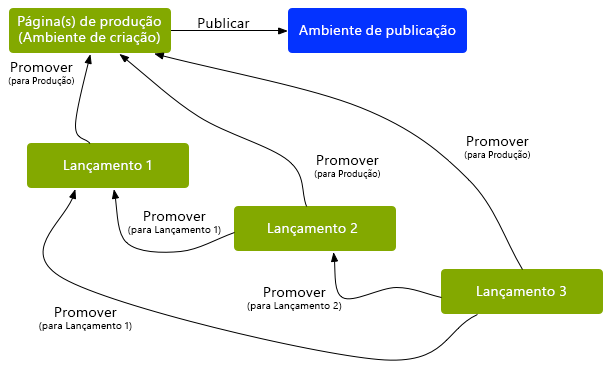 Página(s) de produção
(Ambiente de criação)
Publicar
Ambiente de publicação
Promover
(para Produção)
Promover
(para Produção)
Promover
(para Produção)
Lançamento 1
Promover
(para Lançamento 1)
Lançamento 2
Promover
(para Lançamento 2)
Lançamento 3
Promover
(para Lançamento 1)